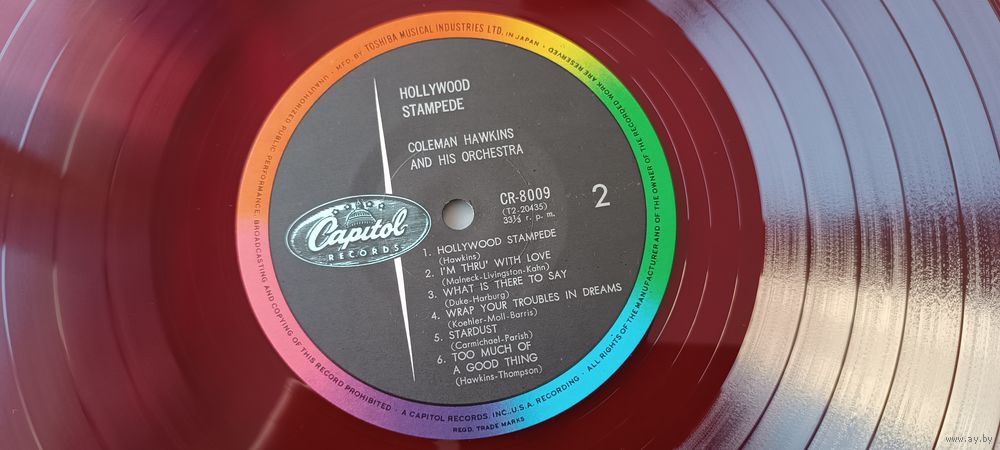 MFD. BY TOSHIBA MUSICAL INDUSTRIES LTD. IN JAPAN · ALL RIGHTS OF THE MANUFACTURER AND OF THE OWNER OF THE RECORDED WORK ARE RESERVED · UNAUTHORIZED PUBLIC PERFORMANCE, BROADCASTING AND COPYING OF THIS RECORD PROHIBITED · A CAPITOL RECORDS, INC., U.S.A. RECORDING ·
REGD. TRADE MARKS
HOLLYWOOD
STAMPEDE
COLEMAN HAWKINS
AND HIS ORCHESTRA
Capitol
RECORDS
CR-8009
(T2-20435)
33⅓ r. p. m.
2
1. HOLLYWOOD STAMPEDE
(Hawkins)
2. I'M THRU' WITH LOVE
(Malneck-Livingston-Kahn)
3. WHAT IS THERE TO SAY
(Duke-Harburg)
4. WRAP YOUR TROUBLES IN DREAMS
(Koehler-Moll-Barris)
5. STARDUST
(Carmichael-Parish)
6. TOO MUCH OF
A GOOD THING
(Hawkins-Thompson)
www.ay.by